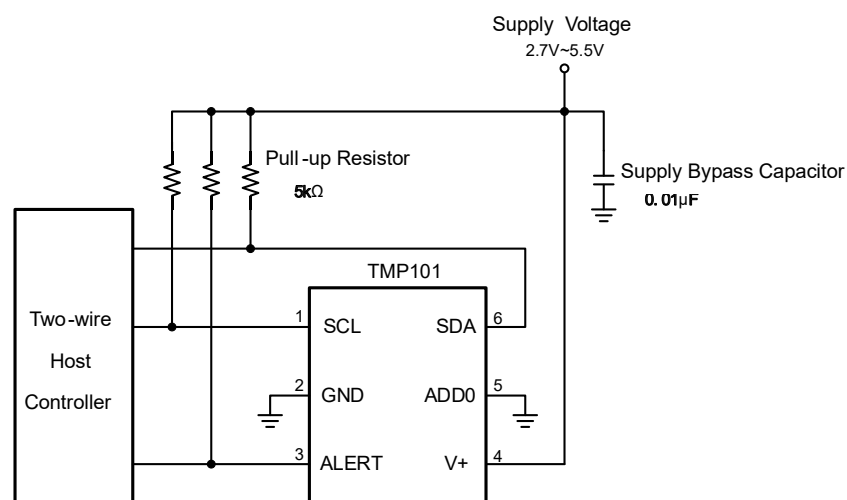 Supply Voltage
2.7V~5.5V
Pull-up Resistor
5kΩ
Supply Bypass Capacitor
0.01μF
TMP101
Two-wire
Host
Controller
1
SCL
SDA
6
2
GND
ADD0
5
3
ALERT
V+
4